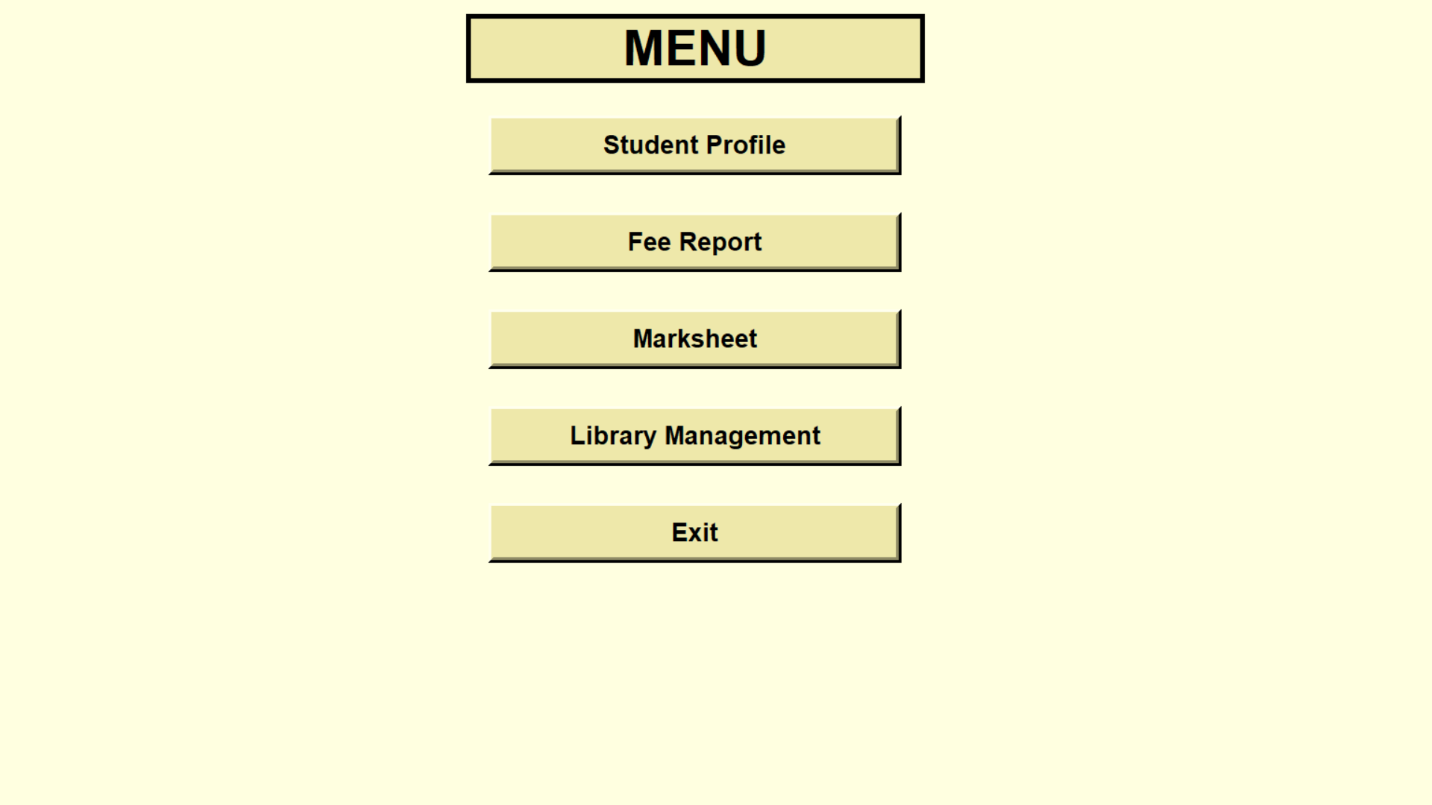 MENU
Student Profile
Fee Report
Marksheet
Library Management
Exit